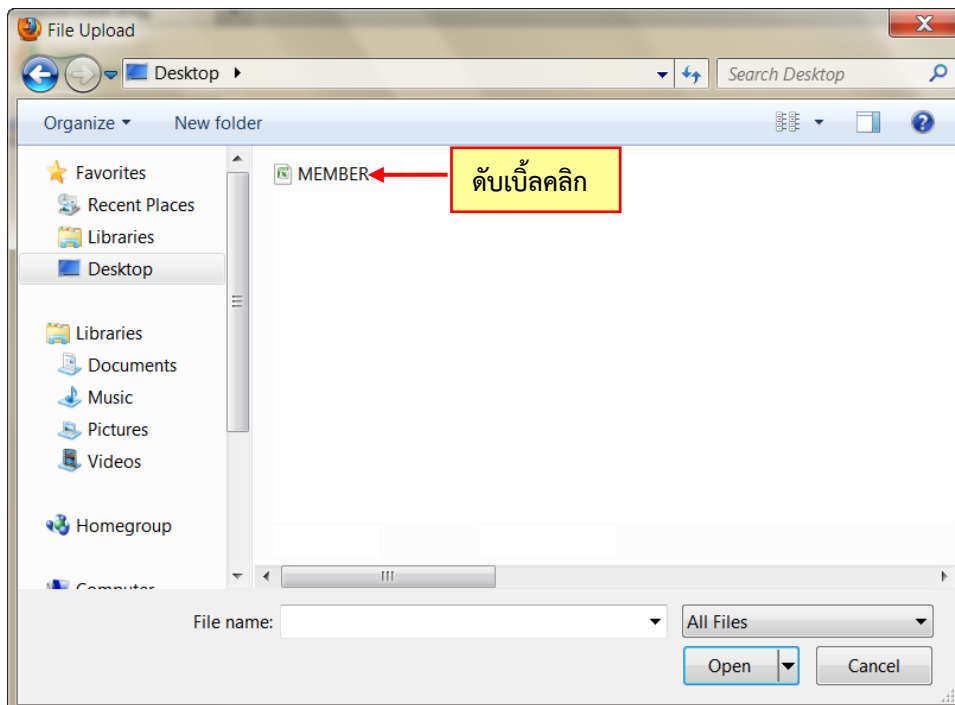 File Upload
Desktop
Search Desktop
Organize
New folder
Favorites
Recent Places
Libraries
Desktop
Libraries
Documents
Music
Pictures
Videos
Homegroup
Computer
MEMBER
ดับเบิ้ลคลิก
File name:
All Files
Open
Cancel